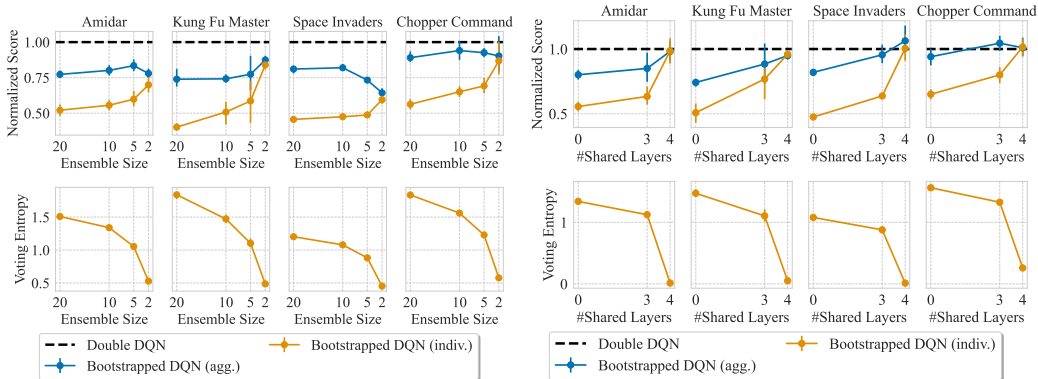 Amidar Kung Fu Master Space Invaders Chopper Command
Normalized Score
1.00
0.75
0.50
20 10 5 2 20 10 5 2 20 10 5 2 20 10 5 2
Ensemble Size Ensemble Size Ensemble Size Ensemble Size
Voting Entropy
1.5
1.0
0.5
20 10 5 2 20 10 5 2 20 10 5 2 20 10 5 2
Ensemble Size Ensemble Size Ensemble Size Ensemble Size
Double DQN Bootstrapped DQN (indiv.)
Bootstrapped DQN (agg.)
Amidar Kung Fu Master Space Invaders Chopper Command
Normalized Score
1.0
0.5
0 3 4 0 3 4 0 3 4 0 3 4
#Shared Layers #Shared Layers #Shared Layers #Shared Layers
Voting Entropy
1
0
0 3 4 0 3 4 0 3 4 0 3 4
#Shared Layers #Shared Layers #Shared Layers #Shared Layers
Double DQN Bootstrapped DQN (indiv.)
Bootstrapped DQN (agg.)